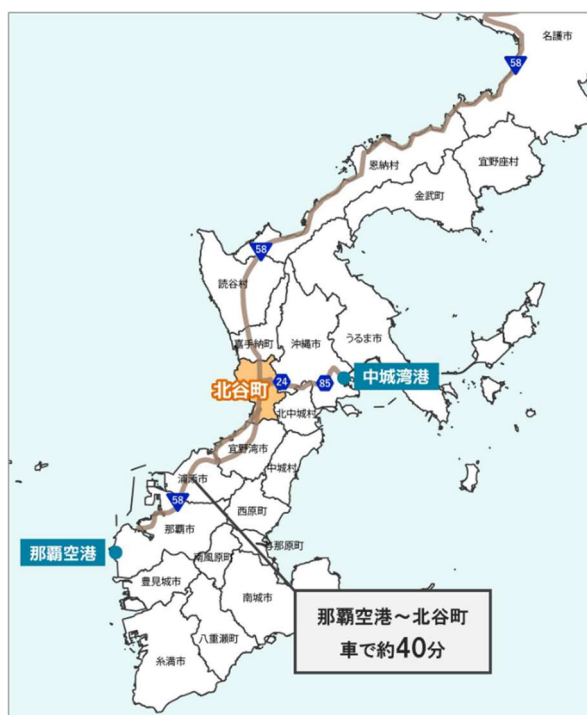 名護市
58
恩納村
宜野座村
金武町
58
読谷村
嘉手納町
沖縄市
うるま市
北谷町
24
85
中城湾港
北中城村
宜野湾市
中城村
浦添市
58
西原町
那覇市
与那原町
那覇空港
南風原町
豊見城市
南城市
那覇空港～北谷町
車で約40分
八重瀬町
糸満市